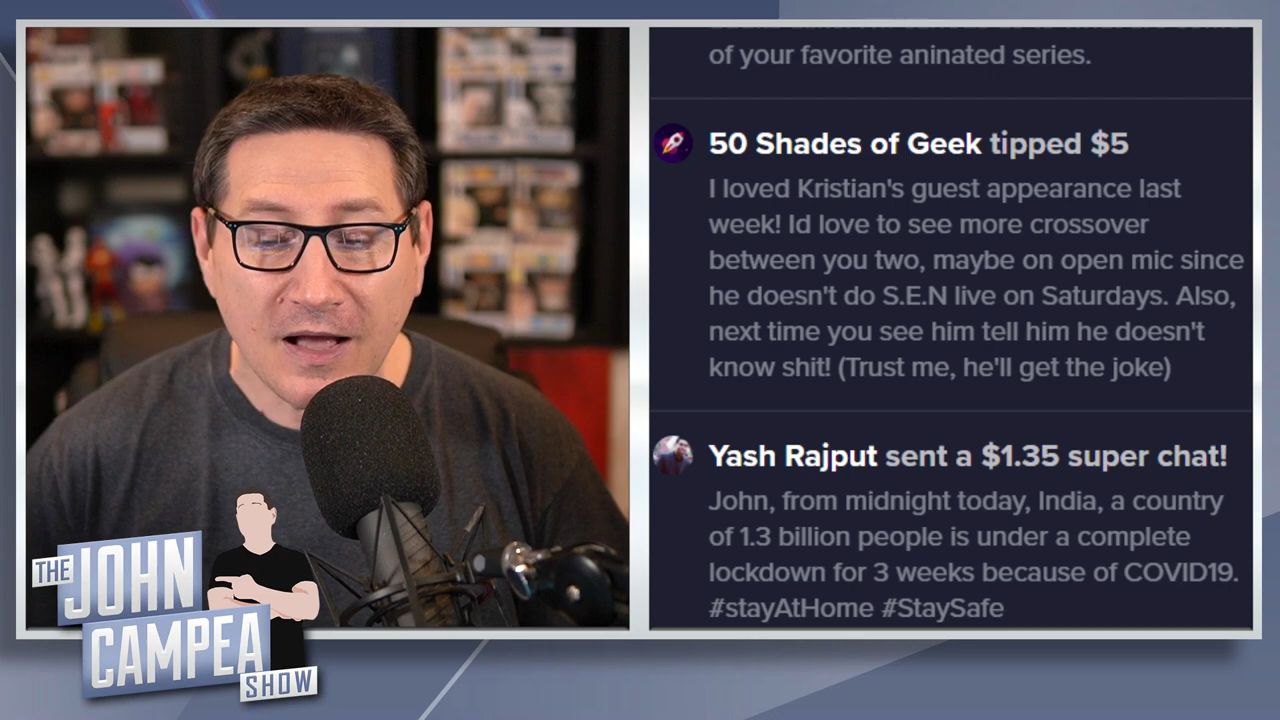 of your favorite aninated series.
50 Shades of Geek tipped $5
I loved Kristian's guest appearance last
week! Id love to see more crossover
between you two, maybe on open mic since
he doesn't do S.E.N live on Saturdays. Also,
next time you see him tell him he doesn't
know shit! (Trust me, he'll get the joke)
Yash Rajput sent a $1.35 super chat!
John, from midnight today, India, a country
of 1.3 billion people is under a complete
lockdown for 3 weeks because of COVID19.
#stayAtHome #StaySafe
THE JOHN
CAMPEA
SHOW